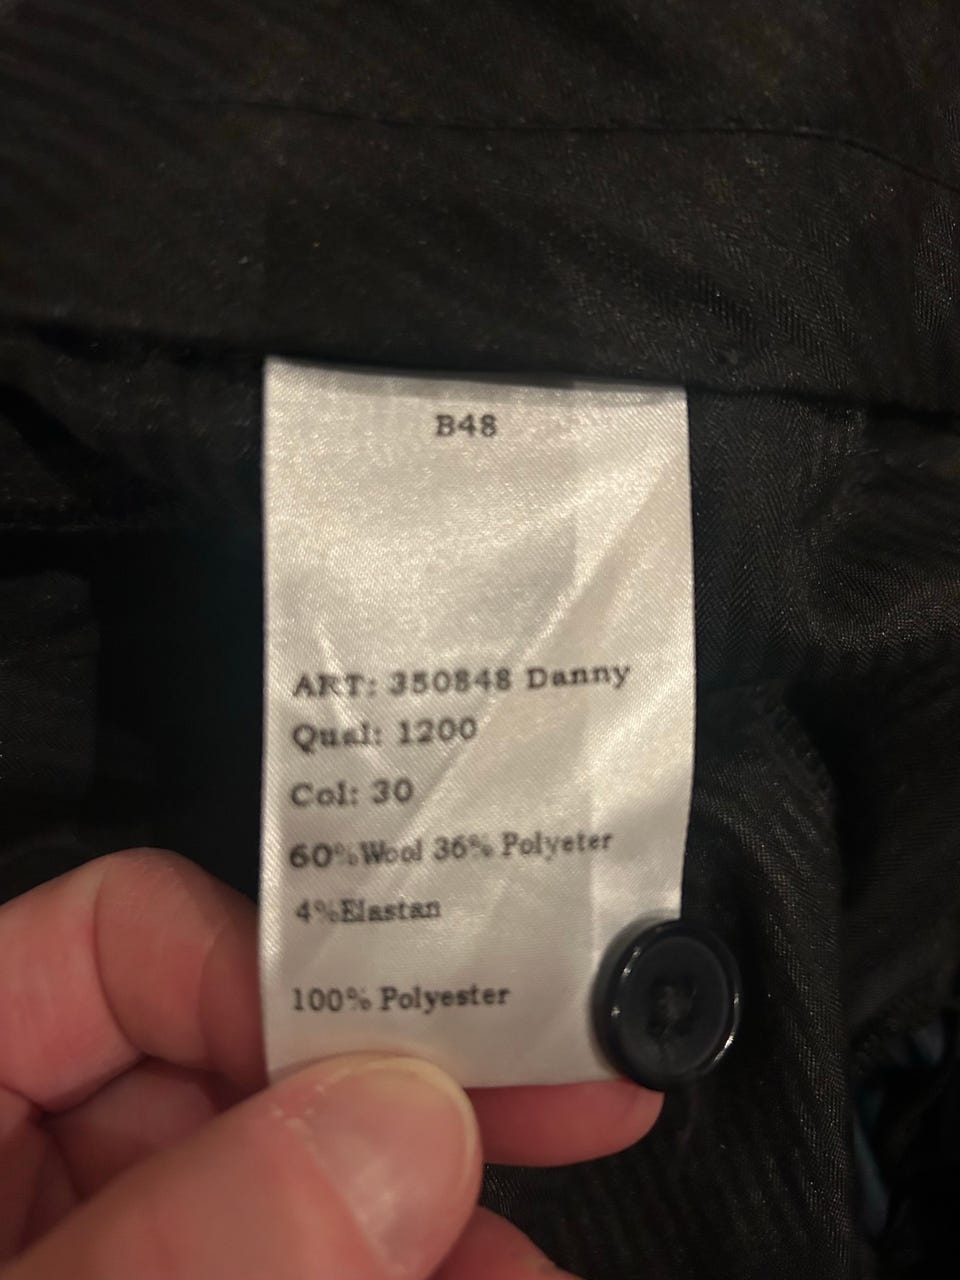 B48
ART: 350848 Danny
Qual: 1200
Col: 30
60% Wool 36% Polyeter
4% Elastan
100% Polyester